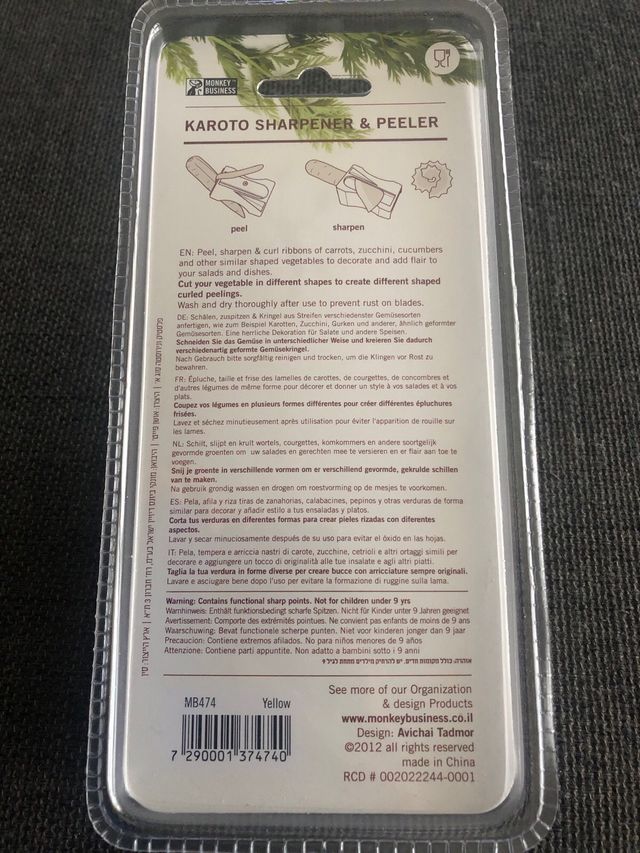 MONKEY
BUSINESS
KAROTO SHARPENER & PEELER
peel
sharpen
EN: Peel, sharpen & curl ribbons of carrots, zucchini, cucumbers
and other similar shaped vegetables to decorate and add flair to
your salads and dishes.
Cut your vegetable in different shapes to create different shaped
curled peelings.
Wash and dry thoroughly after use to prevent rust on blades.
DE: Schälen, zuspitzen & Kringel aus Streifen verschiedenster Gemüsesorten
anfertigen, wie zum Beispiel Karotten, Zucchini, Gurken und anderer, ähnlich geformter
Gemüsesorten. Eine herrliche Dekoration für Salate und andere Speisen.
Schneiden Sie das Gemüse in unterschiedlicher Weise und kreieren Sie dadurch
verschiedenartig geformte Gemüsekringel.
Nach Gebrauch bitte sorgfältig reinigen und trocken, um die Klingen vor Rost zu
bewahren.
FR: Épluche, taille et frise des lamelles de carottes, de courgettes, de concombres et
d'autres légumes de même forme pour décorer et donner un style à vos salades et à vos
plats.
Coupez vos légumes en plusieurs formes différentes pour créer différentes épluchures
frisées.
Lavez et séchez minutieusement après utilisation pour éviter l'apparition de rouille sur
les lames.
NL: Schilt, slijpt en krult wortels, courgettes, komkommers en andere soortgelijk
gevormde groenten om uw salades en gerechten mee te versieren en er flair aan toe te
voegen.
Snij je groente in verschillende vormen om er verschillend gevormde, gekrulde schillen
van te maken.
Na gebruik grondig wassen en drogen om roestvorming op de mesjes te voorkomen.
ES: Pela, afila y riza tiras de zanahorias, calabacines, pepinos y otras verduras de forma
similar para decorar y añadir estilo a tus ensaladas y platos.
Corta tus verduras en diferentes formas para crear pieles rizadas con diferentes
aspectos.
Lavar y secar minuciosamente después de su uso para evitar el óxido en las hojas.
IT: Pela, tempera e arriccia nastri di carote, zucchine, cetrioli e altri ortaggi simili per
decorare e aggiungere un tocco di originalità alle tue insalate e agli altri piatti.
Taglia la tua verdura in forme diverse per creare bucce con arricciature sempre originali.
Lavare e asciugare bene dopo l'uso per evitare la formazione di ruggine sulla lama.
Warning: Contains functional sharp points. Not for children under 9 yrs
Warnhinweis: Enthält funktionsbedingt scharfe Spitzen. Nicht für Kinder unter 9 Jahren geeignet
Avertissement: Comporte des extrémités pointues. Ne convient pas enfants de moins de 9 ans
Waarschuwing: Bevat functionele scherpe punten. Niet voor kinderen jonger dan 9 jaar
Precaucion: Contiene extremos afilados. No para niños menores de 9 años
Attenzione: Contiene parti appuntite. Non adatto a bambini sotto i 9 anni
אזהרה: כולל מקומות חדים. יש להרחיק מילדים מתחת לגיל 9
MB474 Yellow
7 290001 374740
See more of our Organization
& design Products
www.monkeybusiness.co.il
Design: Avichai Tadmor
©2012 all rights reserved
made in China
RCD # 002022244-0001